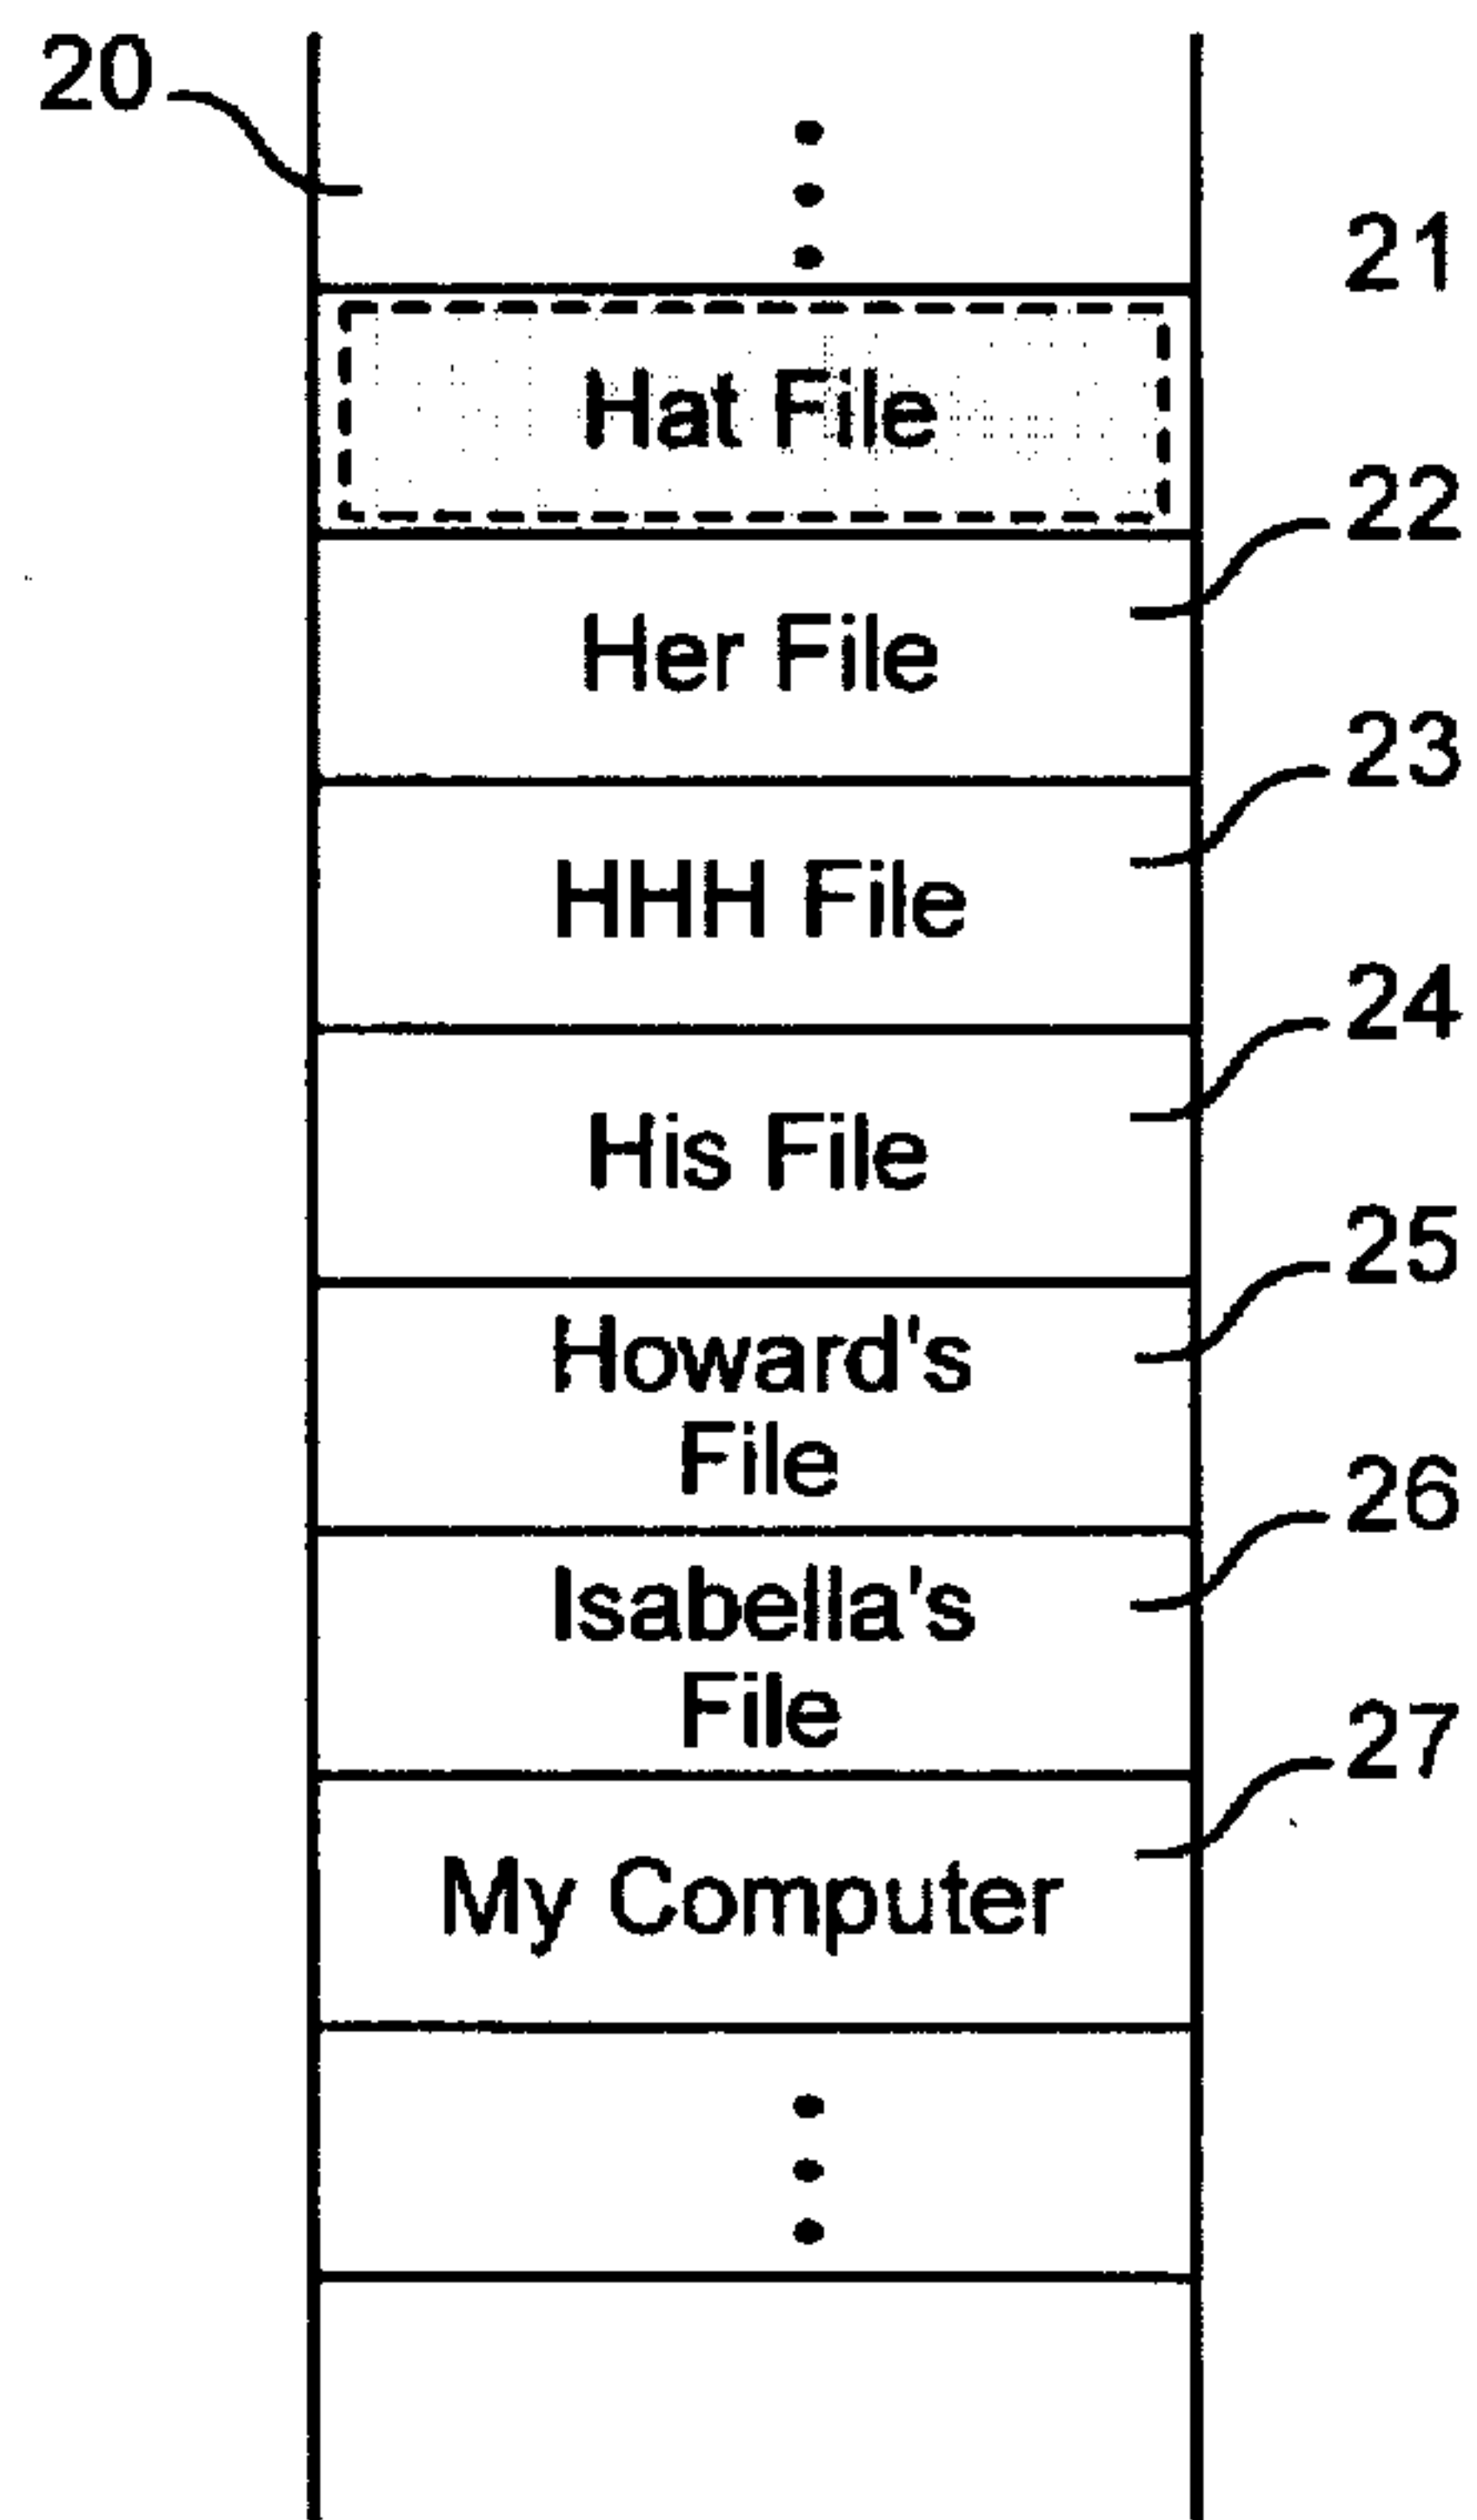 20
21
Hat File
22
Her File
23
HHH File
24
His File
25
Howard's
File
26
Isabella's
File
27
My Computer